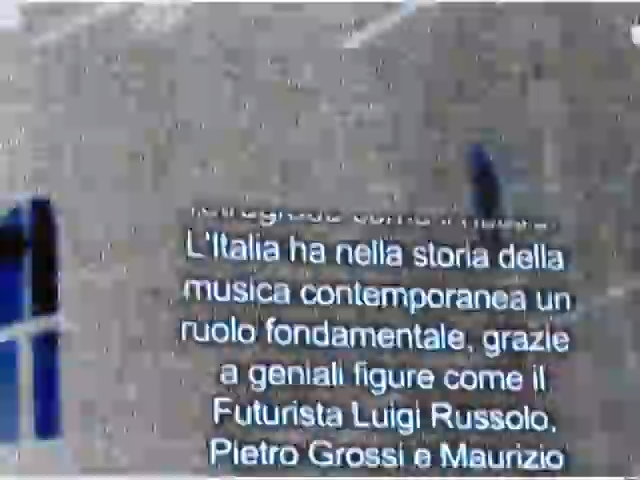 L'Italia ha nella storia della
musica contemporanea un
ruolo fondamentale, grazie
a geniali figure come il
Futurista Luigi Russolo,
Pietro Grossi e Maurizio